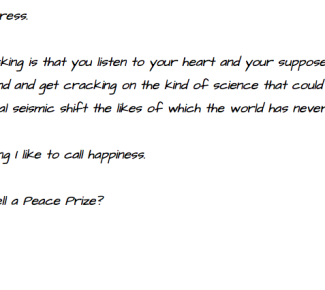 ress.
king is that you listen to your heart and your suppose
nd and get cracking on the kind of science that could
al seismic shift the likes of which the world has never
ng I like to call happiness.
ell a Peace Prize?